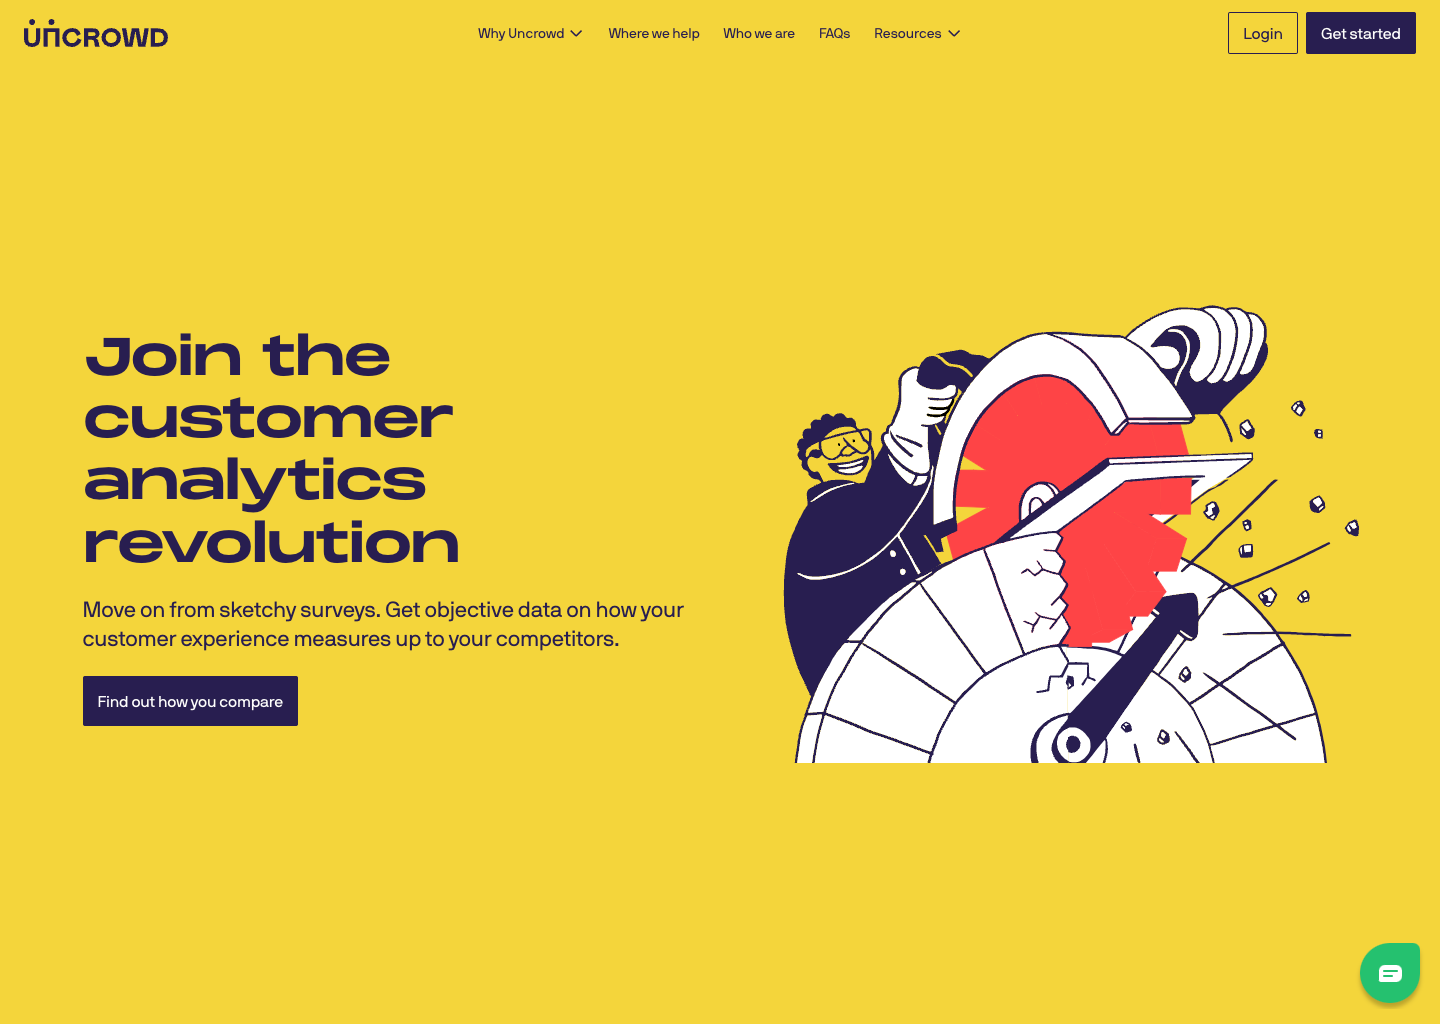 UNCROWD
Why Uncrowd
Where we help
Who we are
FAQs
Resources
Login
Get started
Join the
customer
analytics
revolution
Move on from sketchy surveys. Get objective data on how your
customer experience measures up to your competitors.
Find out how you compare